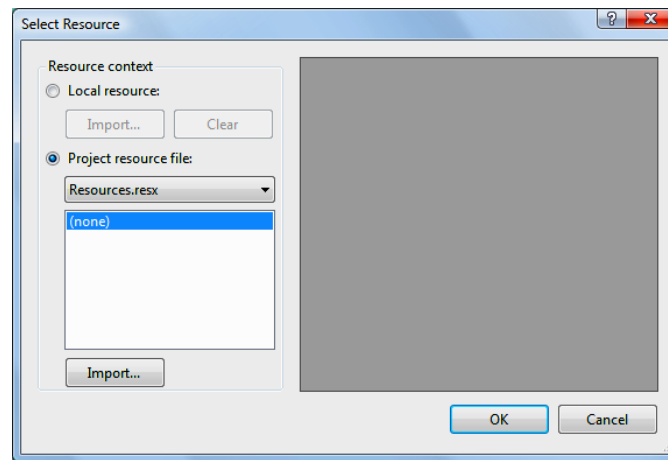 Select Resource
Resource context
Local resource:
Import... Clear
Project resource file:
Resources.resx
(none)
Import...
OK Cancel